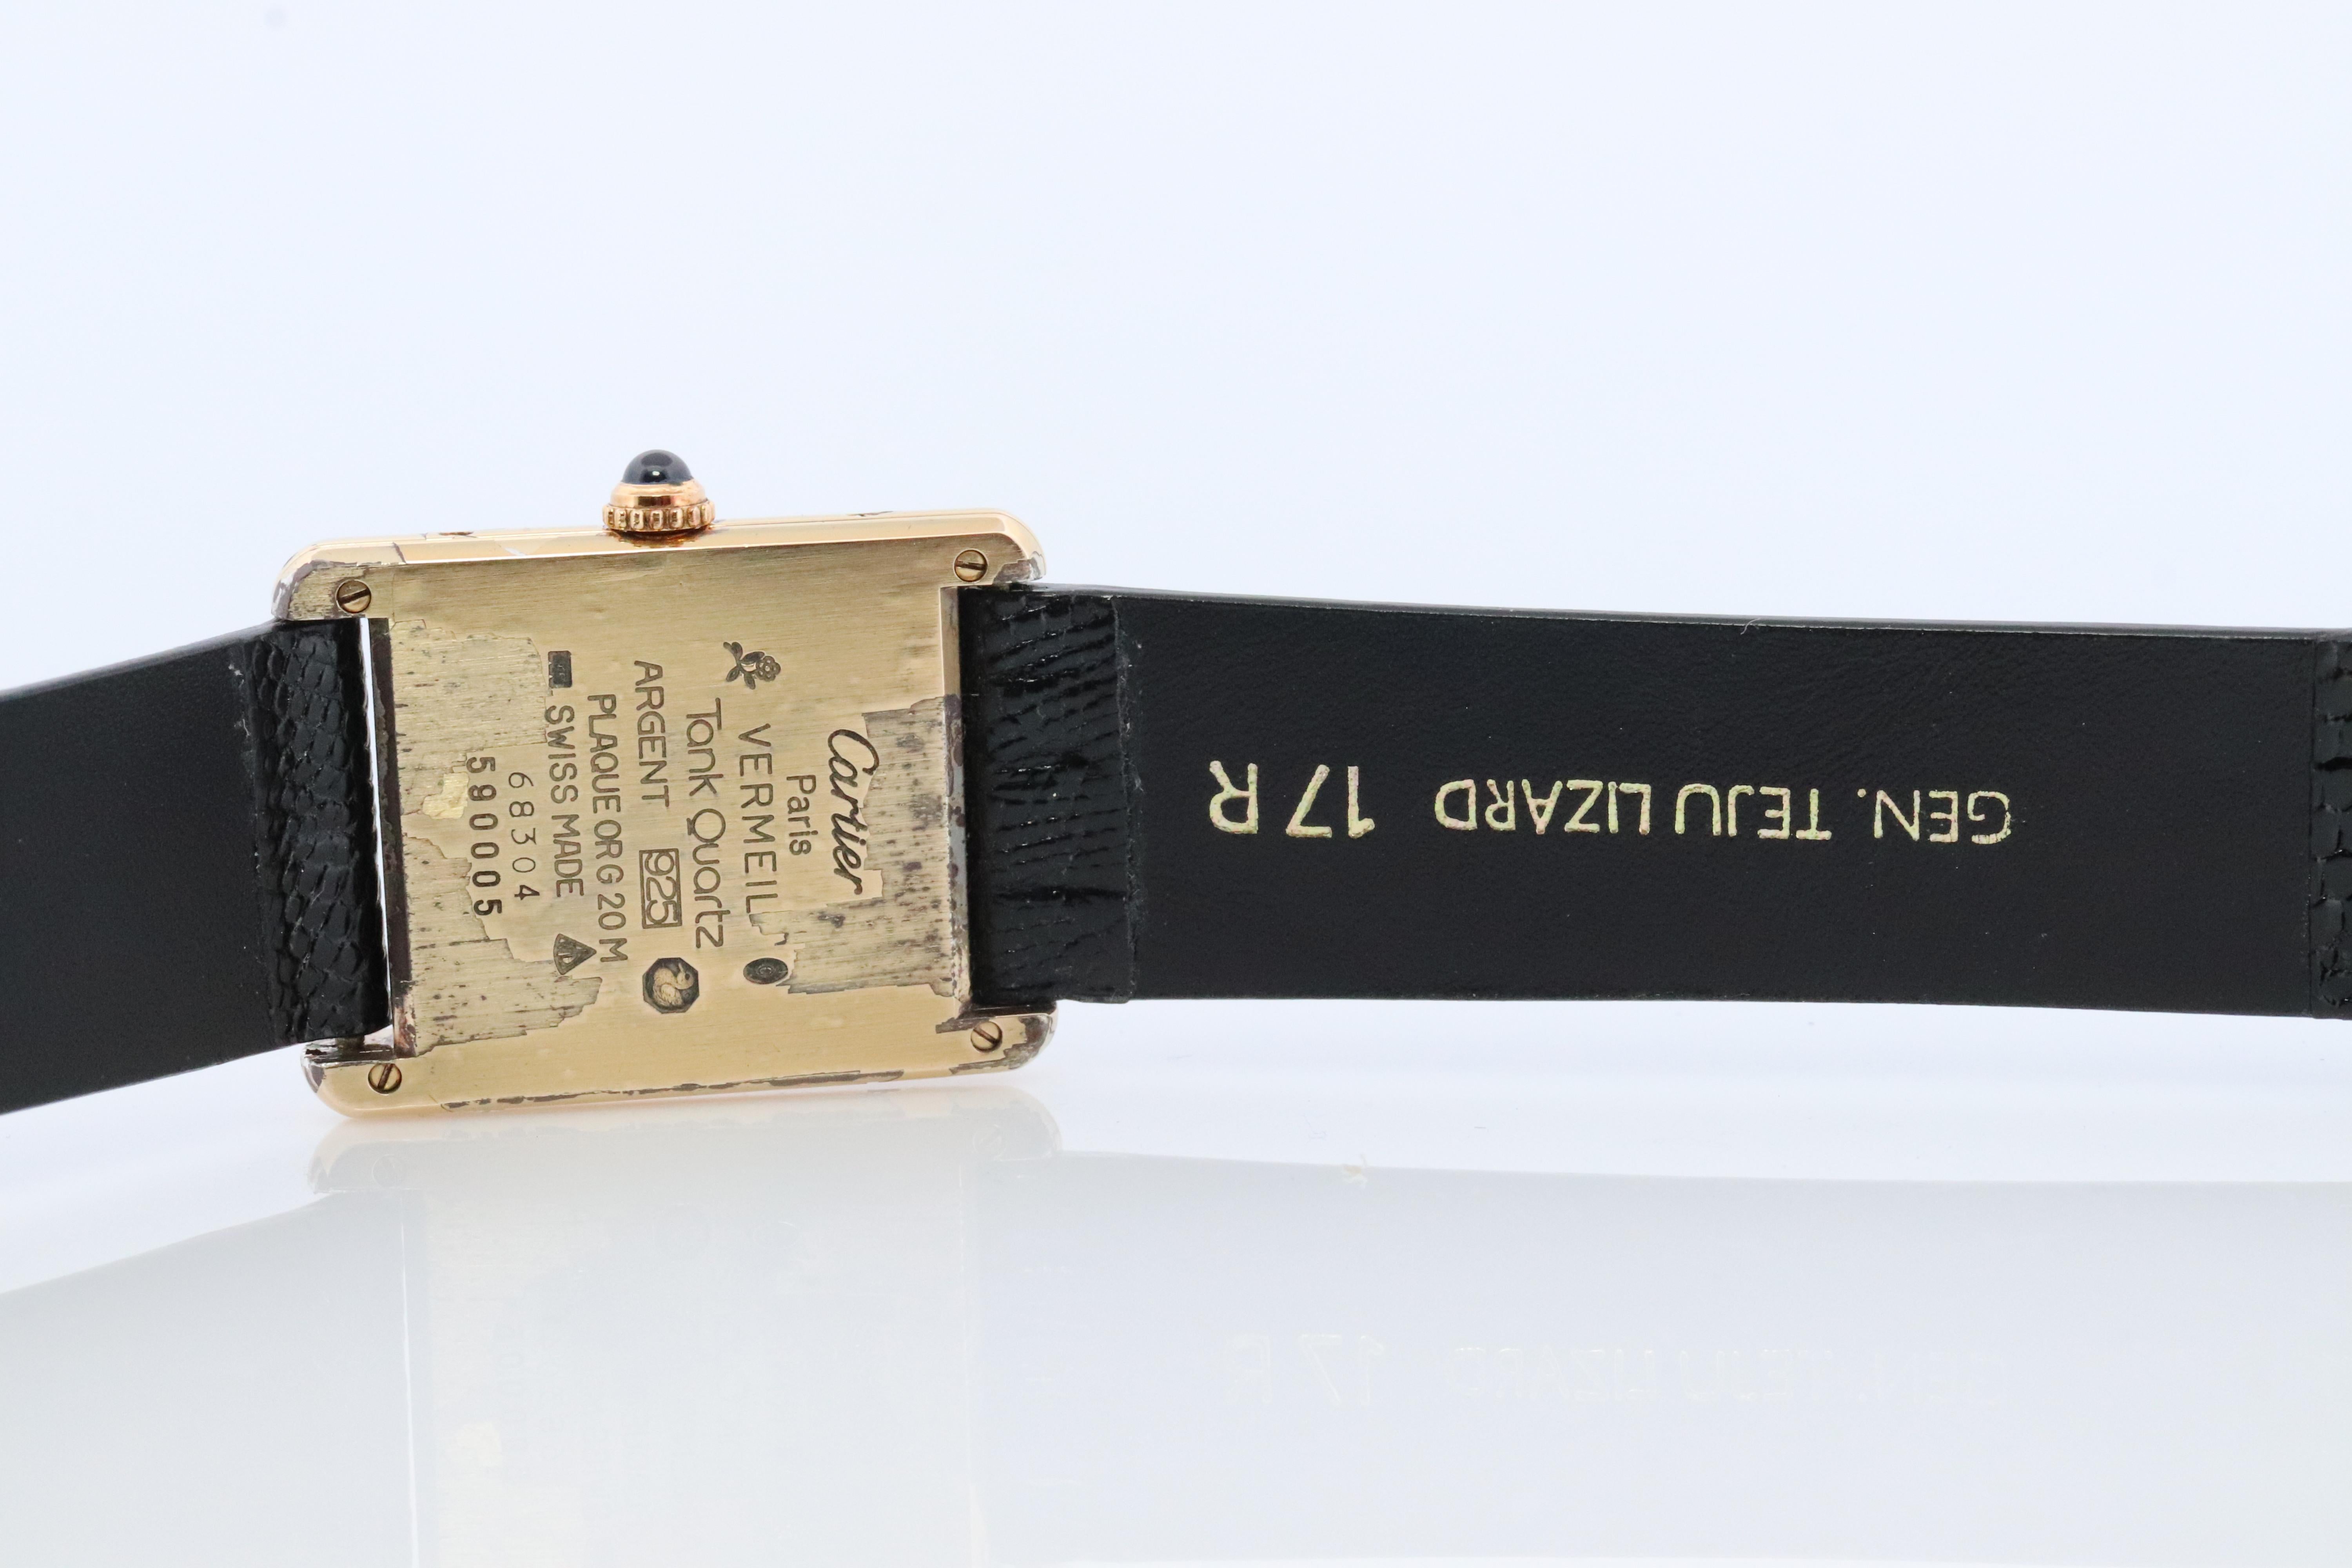 Cartier
Paris
VERMEIL
Tank Quartz
ARGENT 925
PLAQUE OR G 20 M
SWISS MADE
68304
590005
GEN. TEJU LIZARD 17 R